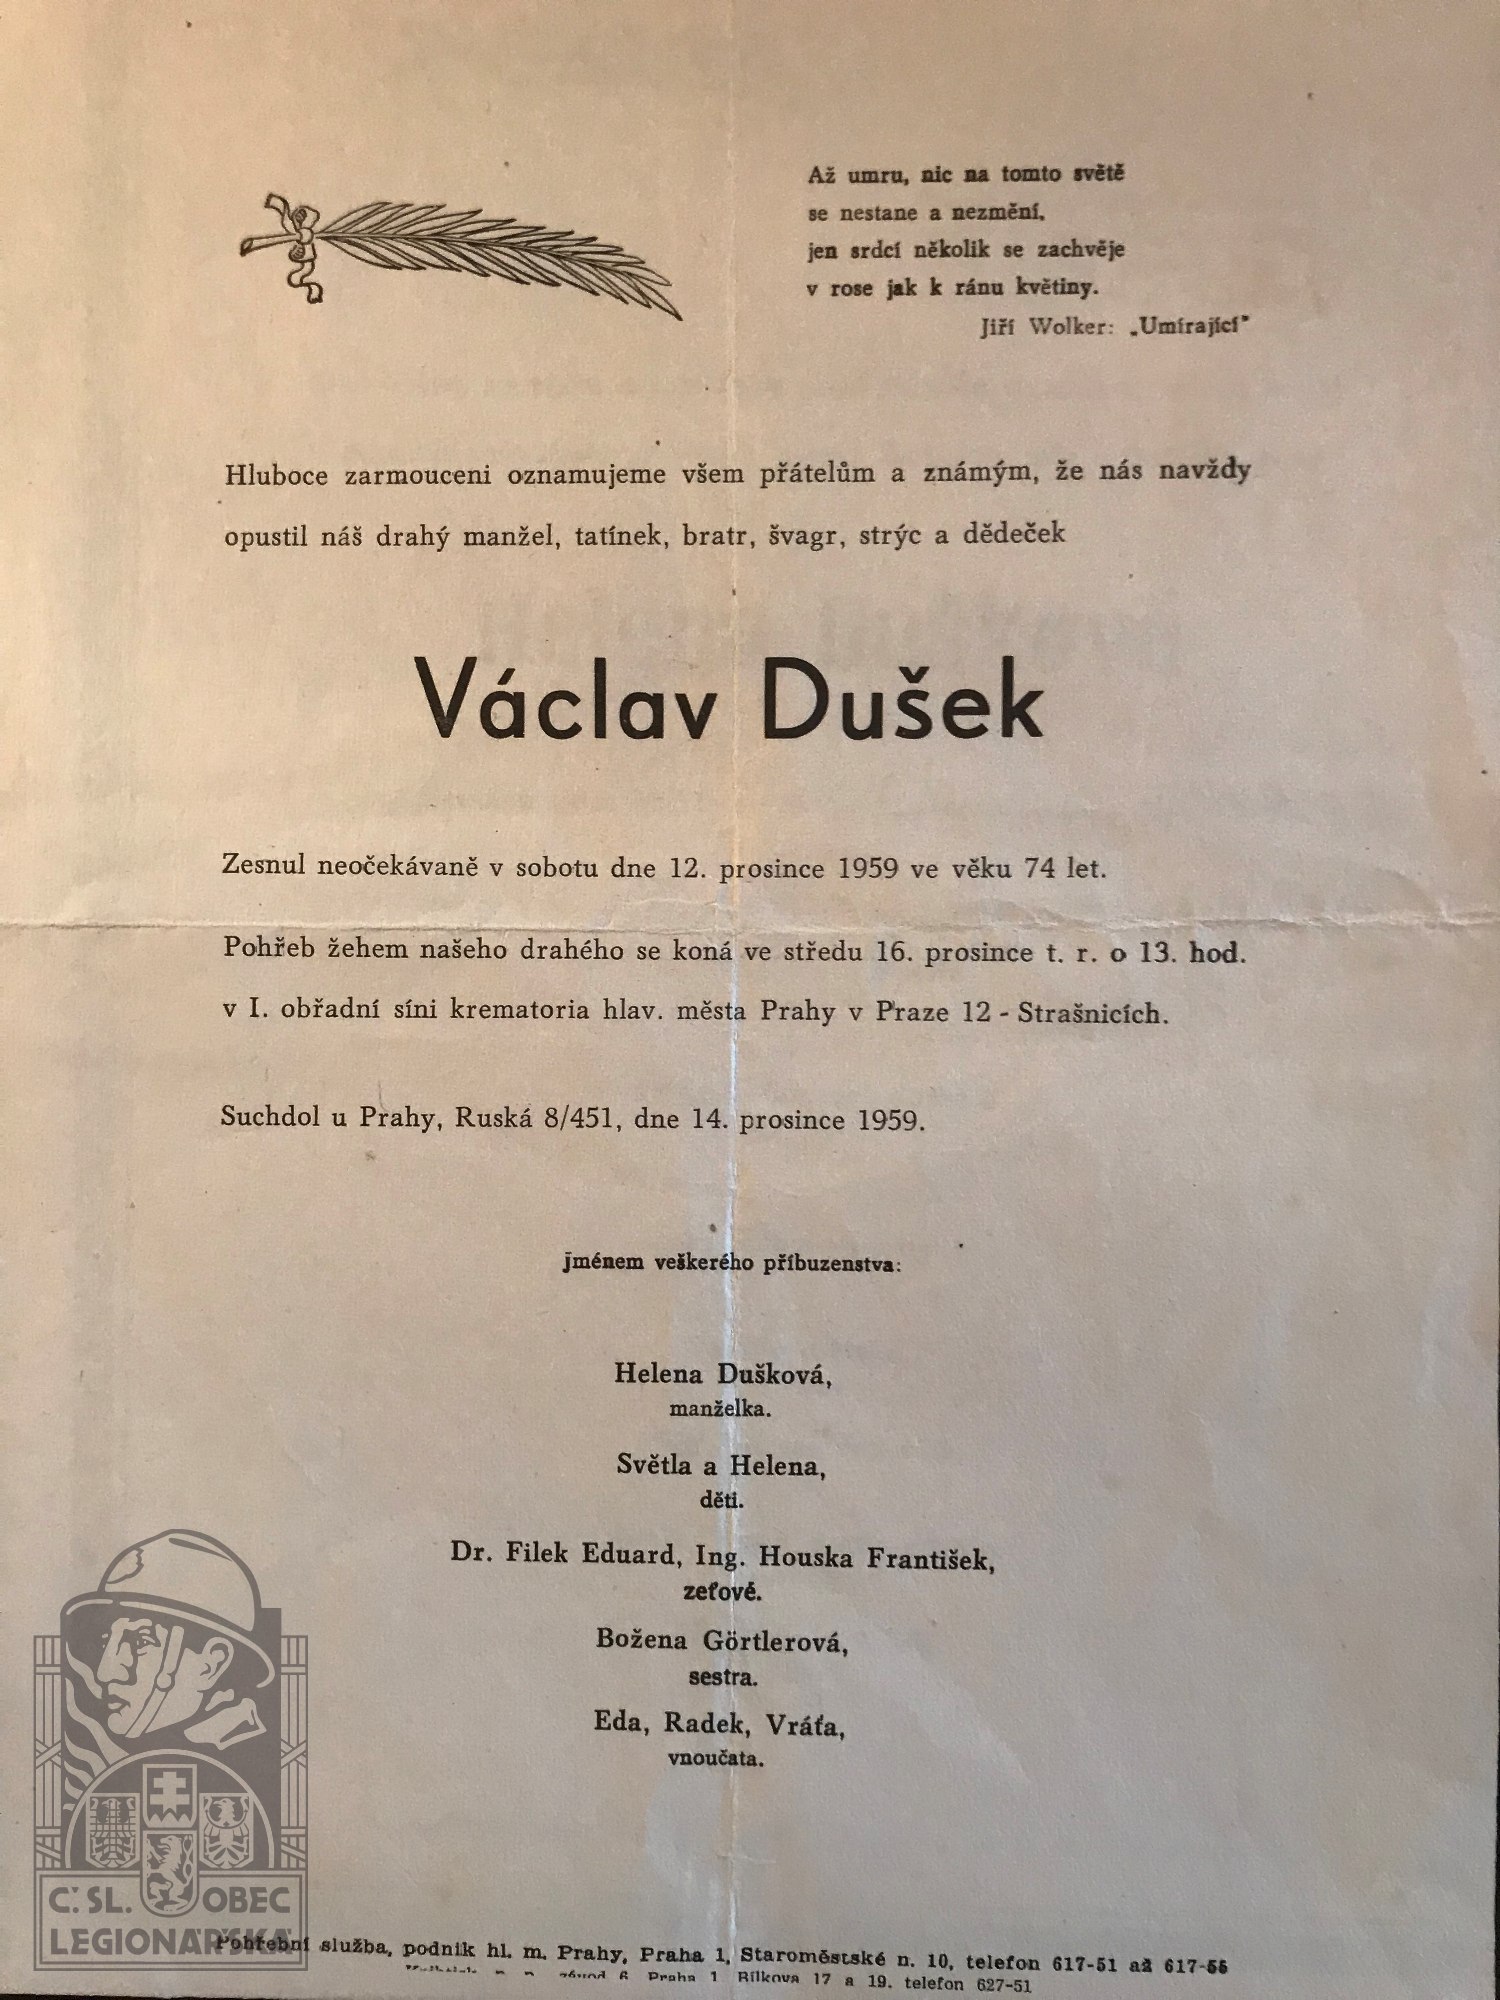 Až umru, nic na tomto světě
se nestane a nezmění,
jen srdcí několik se zachvěje
v rose jak k ránu květiny.
Jiří Wolker: „Umírající"
Hluboce zarmouceni oznamujeme všem přátelům a známým, že nás navždy
opustil náš drahý manžel, tatínek, bratr, švagr, strýc a dědeček
Václav Dušek
Zesnul neočekávaně v sobotu dne 12. prosince 1959 ve věku 74 let.
Pohřeb žehem našeho drahého se koná ve středu 16. prosince t. r. o 13. hod.
v I. obřadní síni krematoria hlav. města Prahy v Praze 12 - Strašnicích.
Suchdol u Prahy, Ruská 8/451, dne 14. prosince 1959.
jménem veškerého příbuzenstva:
Helena Dušková,
manželka.
Světla a Helena,
děti.
Dr. Filek Eduard, Ing. Houska František,
zeťové.
Božena Görtlerová,
sestra.
Eda, Radek, Vráťa,
vnoučata.
Č.SL. OBEC
LEGIONÁŘSKÁ
Pohřební služba, podnik hl. m. Prahy, Praha 1, Staroměstské n. 10, telefon 617-51 až 617-55
závod 6, Praha 1 Bílkova 17 a 19. telefon 627-51